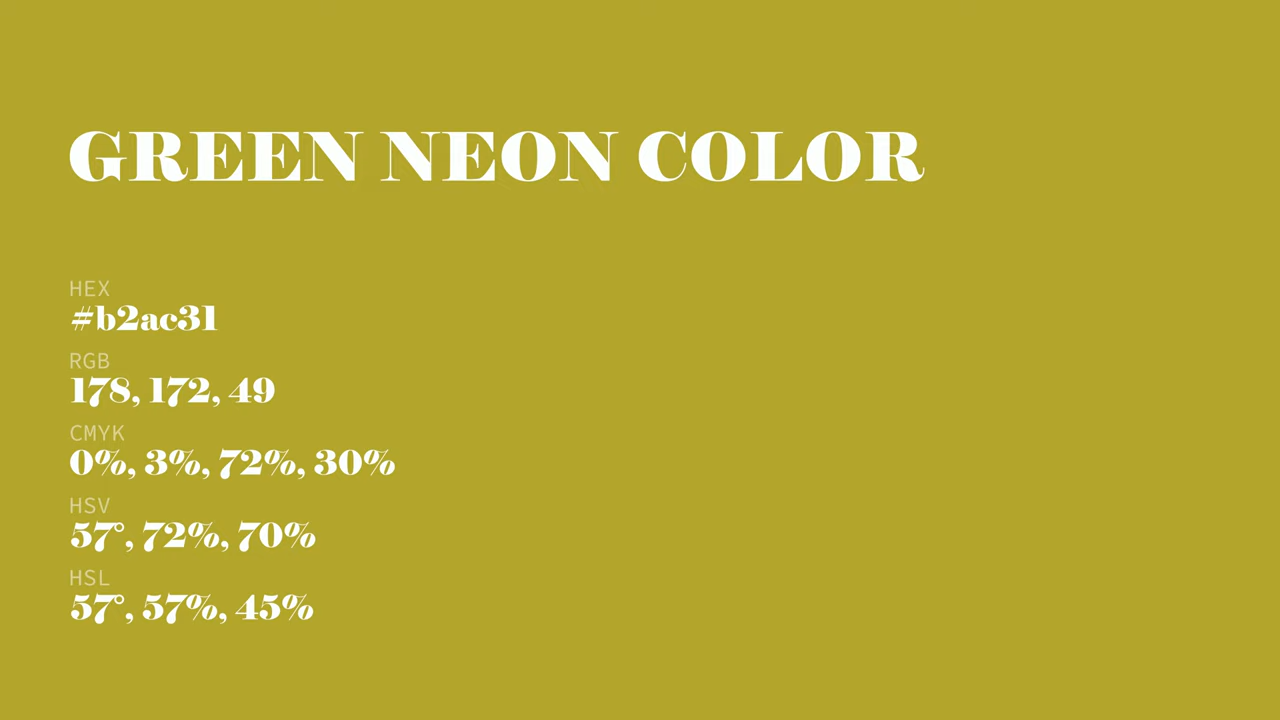 GREEN NEON COLOR
HEX
#b2ac31
RGB
178, 172, 49
CMYK
0%, 3%, 72%, 30%
HSV
57°, 72%, 70%
HSL
57°, 57%, 45%